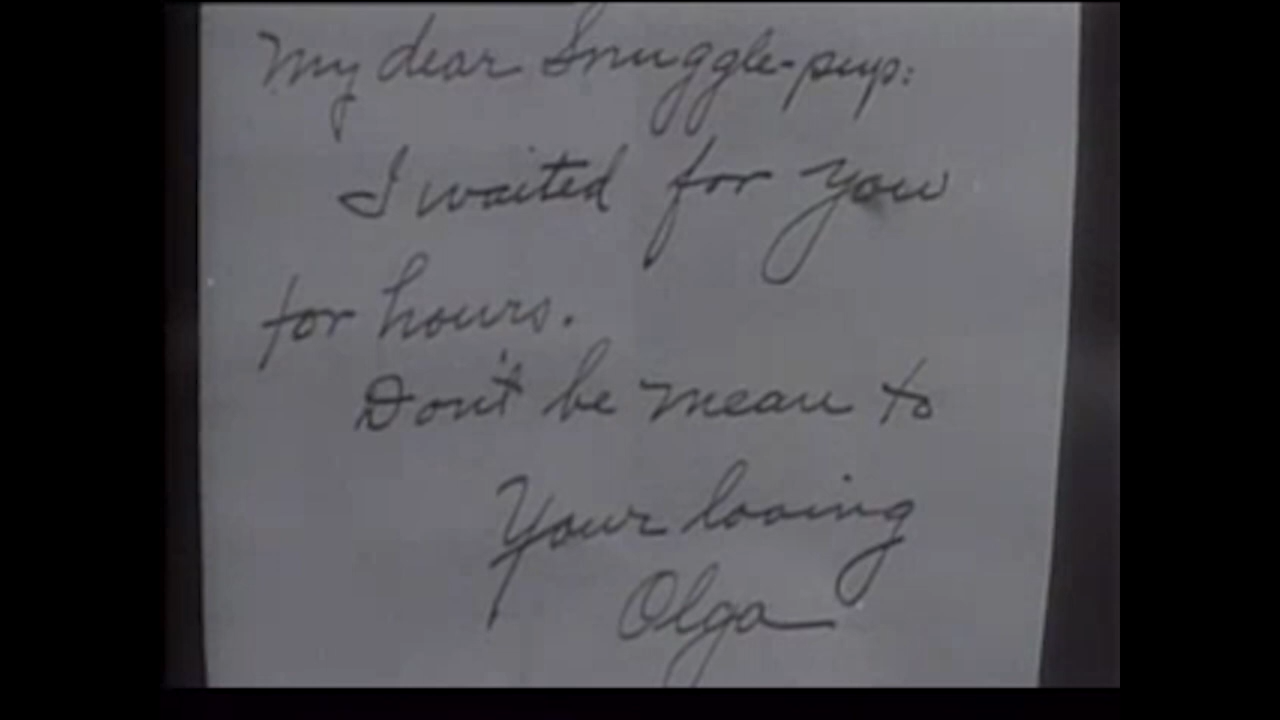 My dear Snuggle-pup:
I waited for you
for hours.
Don't be mean to
Your loving
Olga